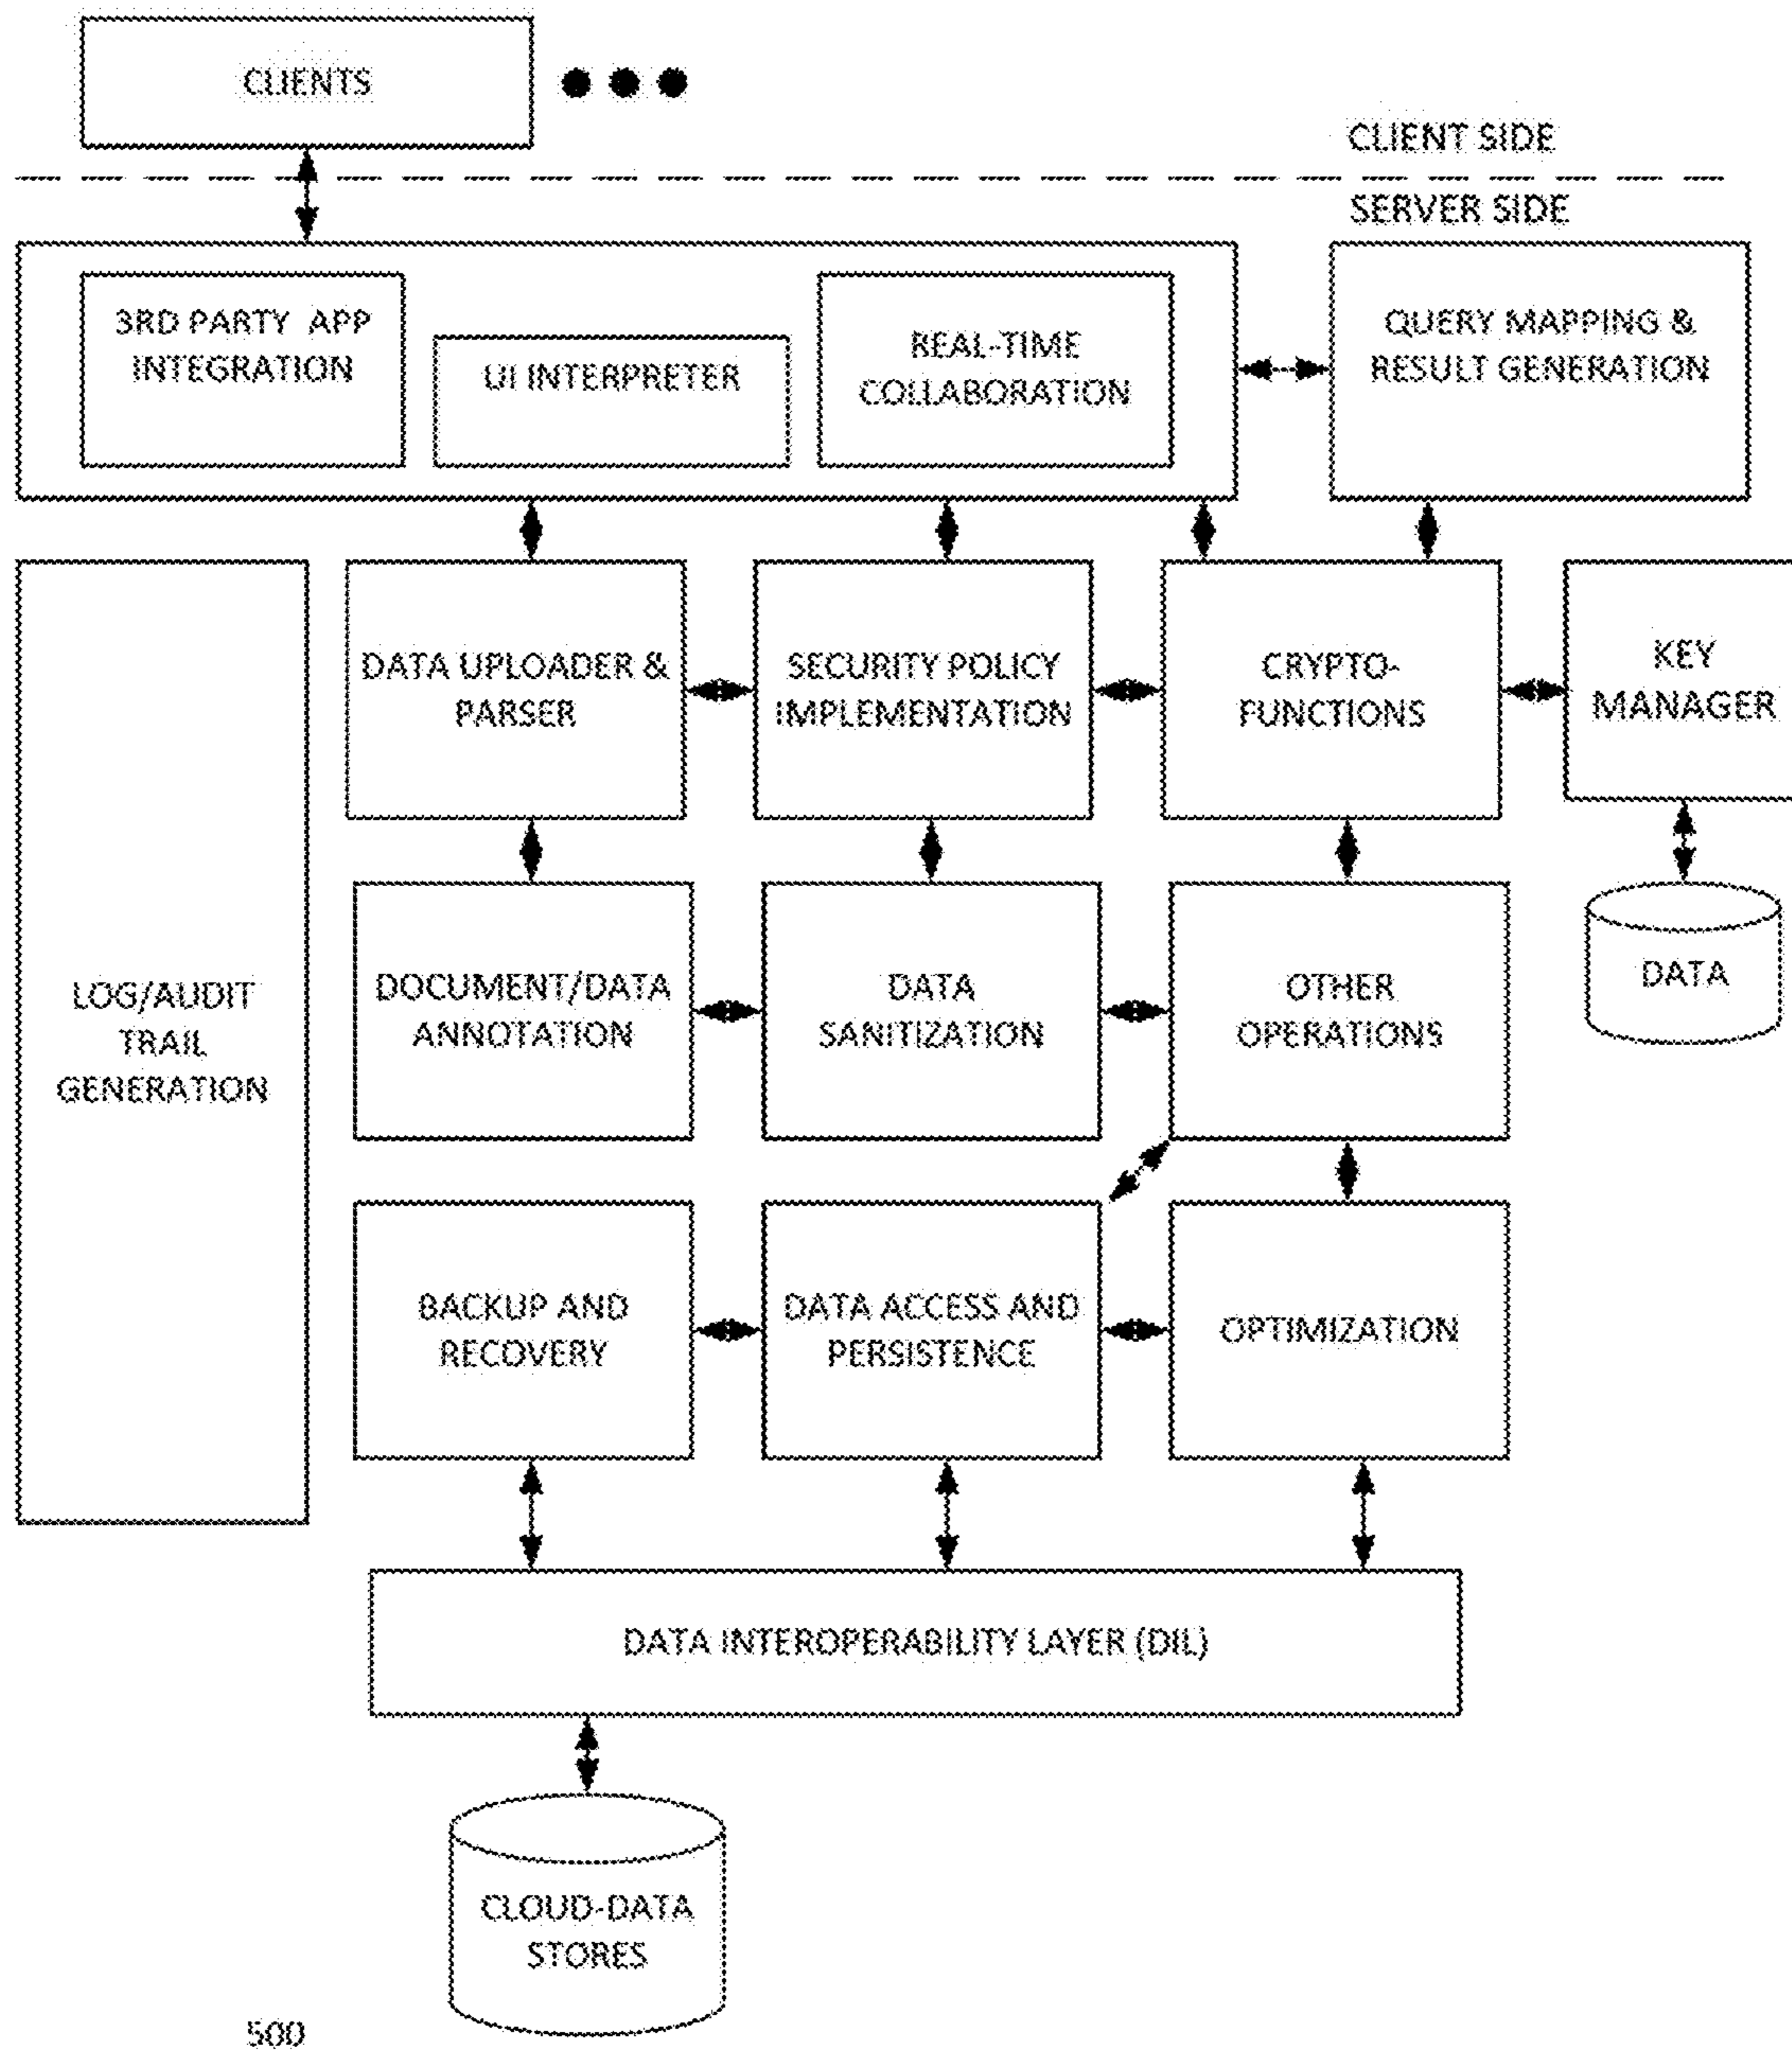 CLIENTS
CLIENT SIDE
SERVER SIDE
3RD PARTY APP
INTEGRATION
UI INTERPRETER
REAL-TIME
COLLABORATION
QUERY MAPPING &
RESULT GENERATION
LOG/AUDIT
TRAIL
GENERATION
DATA UPLOADER &
PARSER
SECURITY POLICY
IMPLEMENTATION
CRYPTO-
FUNCTIONS
KEY
MANAGER
DOCUMENT/DATA
ANNOTATION
DATA
SANITIZATION
OTHER
OPERATIONS
DATA
BACKUP AND
RECOVERY
DATA ACCESS AND
PERSISTENCE
OPTIMIZATION
DATA INTEROPERABILITY LAYER (DIL)
CLOUD-DATA
STORES
500